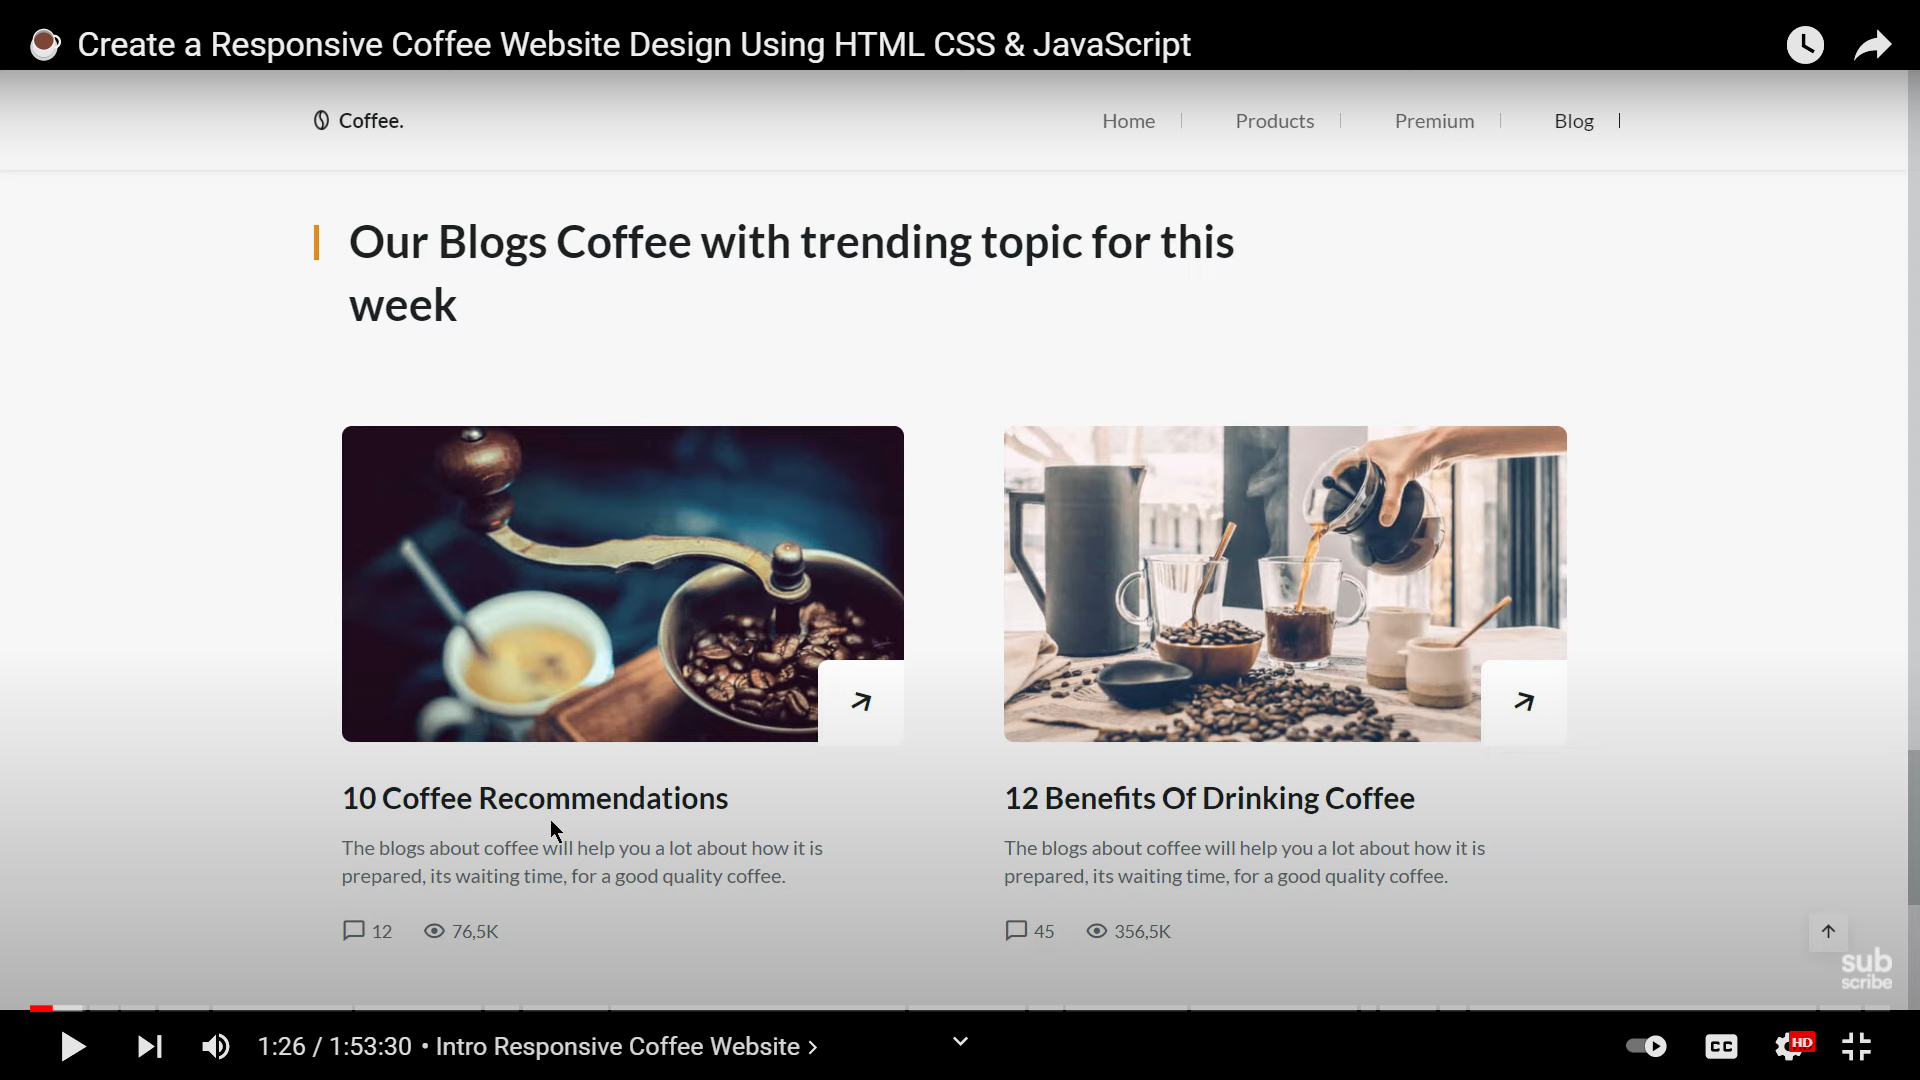 Create a Responsive Coffee Website Design Using HTML CSS & JavaScript
Coffee.
Home
Products
Premium
Blog
Our Blogs Coffee with trending topic for this
week
10 Coffee Recommendations
The blogs about coffee will help you a lot about how it is
prepared, its waiting time, for a good quality coffee.
12
76,5K
12 Benefits Of Drinking Coffee
The blogs about coffee will help you a lot about how it is
prepared, its waiting time, for a good quality coffee.
45
356,5K
sub
scribe
1:26 / 1:53:30 • Intro Responsive Coffee Website
CC
HD